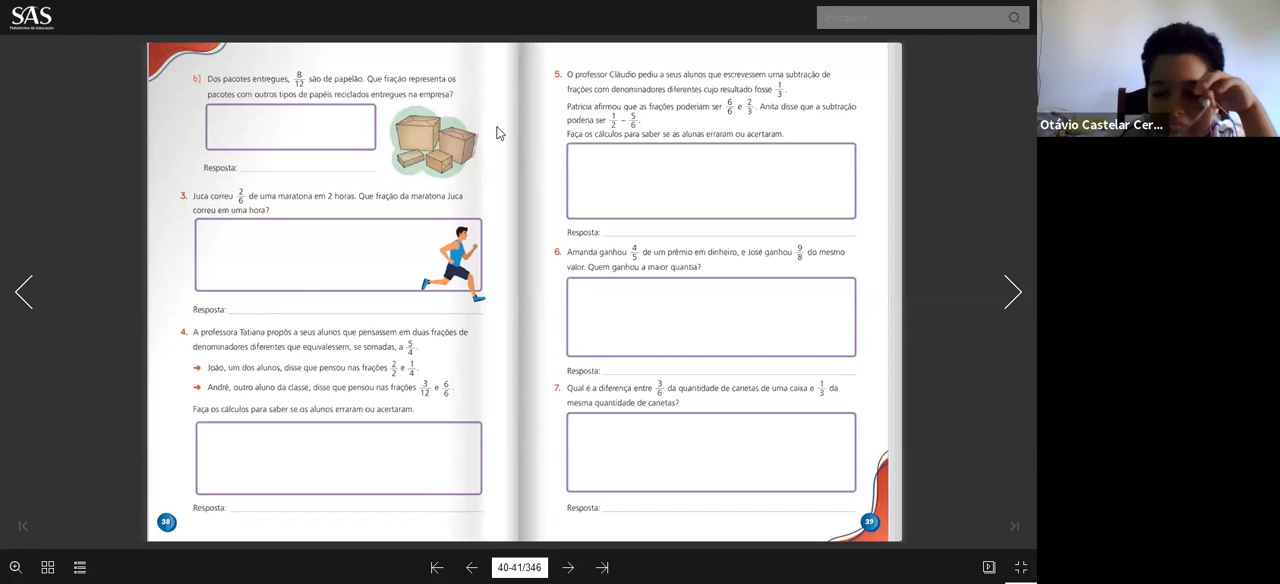 SAS
Plataforma de Educação
Pesquisar
b) Dos pacotes entregues, 8/12 são de papelão. Que fração representa os
pacotes com outros tipos de papéis reciclados entregues na empresa?
Resposta:
3. Juca correu 2/6 de uma maratona em 2 horas. Que fração da maratona Juca
correu em uma hora?
Resposta:
4. A professora Tatiana propôs a seus alunos que pensassem em duas frações de
denominadores diferentes que equivalessem, se somadas, a 5/4.
➜ João, um dos alunos, disse que pensou nas frações 2/2 e 1/4.
➜ André, outro aluno da classe, disse que pensou nas frações 3/12 e 6/6.
Faça os cálculos para saber se os alunos erraram ou acertaram.
Resposta:
38
5. O professor Cláudio pediu a seus alunos que escrevessem uma subtração de
frações com denominadores diferentes cujo resultado fosse 1/3.
Patrícia afirmou que as frações poderiam ser 6/6 e 2/3. Anita disse que a subtração
poderia ser 1/2 – 5/6.
Faça os cálculos para saber se as alunas erraram ou acertaram.
Resposta:
6. Amanda ganhou 4/5 de um prêmio em dinheiro, e José ganhou 9/8 do mesmo
valor. Quem ganhou a maior quantia?
Resposta:
7. Qual é a diferença entre 3/6 da quantidade de canetas de uma caixa e 1/3 da
mesma quantidade de canetas?
Resposta:
39
40-41/346
Otávio Castelar Cer...